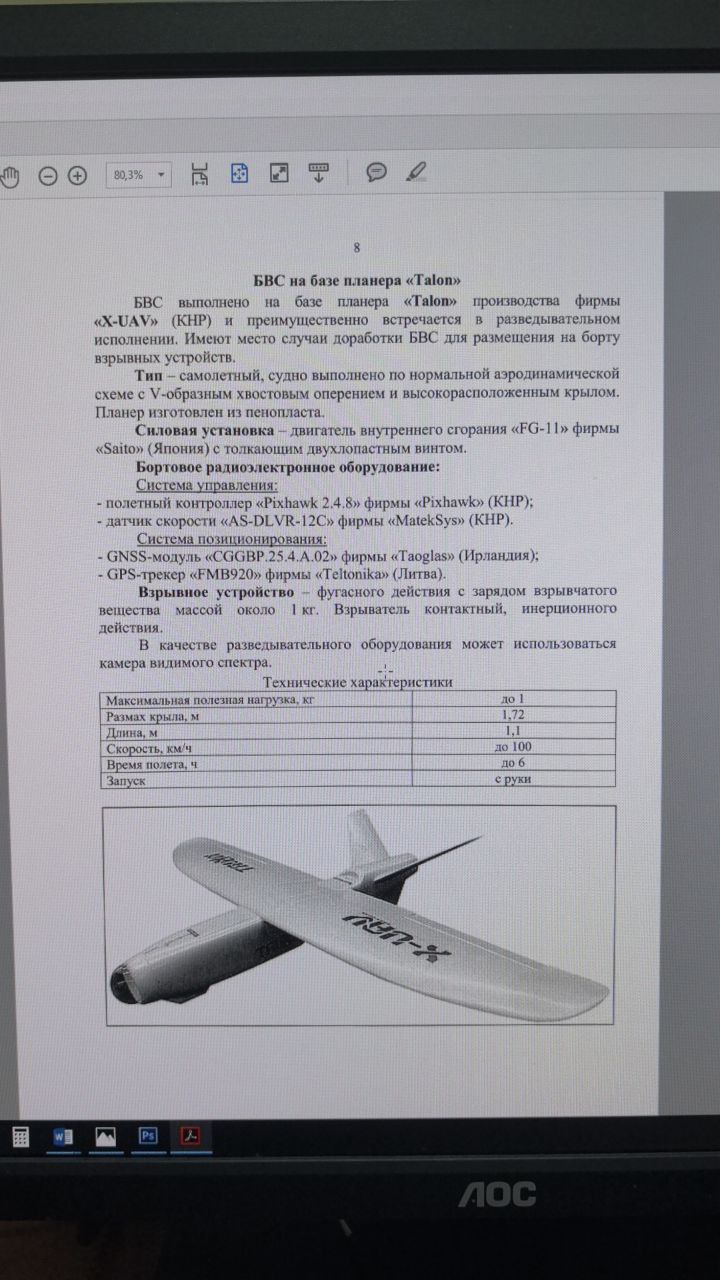 80,3%
8
БВС на базе планера «Talon»
БВС выполнено на базе планера «Talon» производства фирмы
«X-UAV» (КНР) и преимущественно встречается в разведывательном
исполнении. Имеют место случаи доработки БВС для размещения на борту
взрывных устройств.
Тип – самолетный, судно выполнено по нормальной аэродинамической
схеме с V-образным хвостовым оперением и высокорасположенным крылом.
Планер изготовлен из пенопласта.
Силовая установка – двигатель внутреннего сгорания «FG-11» фирмы
«Saito» (Япония) с толкающим двухлопастным винтом.
Бортовое радиоэлектронное оборудование:
Система управления:
- полетный контроллер «Pixhawk 2.4.8» фирмы «Pixhawk» (КНР);
- датчик скорости «AS-DLVR-12C» фирмы «MatekSys» (КНР).
Система позиционирования:
- GNSS-модуль «CGGBP.25.4.A.02» фирмы «Taoglas» (Ирландия);
- GPS-трекер «FMB920» фирмы «Teltonika» (Литва).
Взрывное устройство – фугасного действия с зарядом взрывчатого
вещества массой около 1 кг. Взрыватель контактный, инерционного
действия.
В качестве разведывательного оборудования может использоваться
камера видимого спектра.
Технические характеристики
Максимальная полезная нагрузка, кг до 1
Размах крыла, м 1,72
Длина, м 1,1
Скорость, км/ч до 100
Время полета, ч до 6
Запуск с руки
TALON
X-UAV
W
Ps
AOC